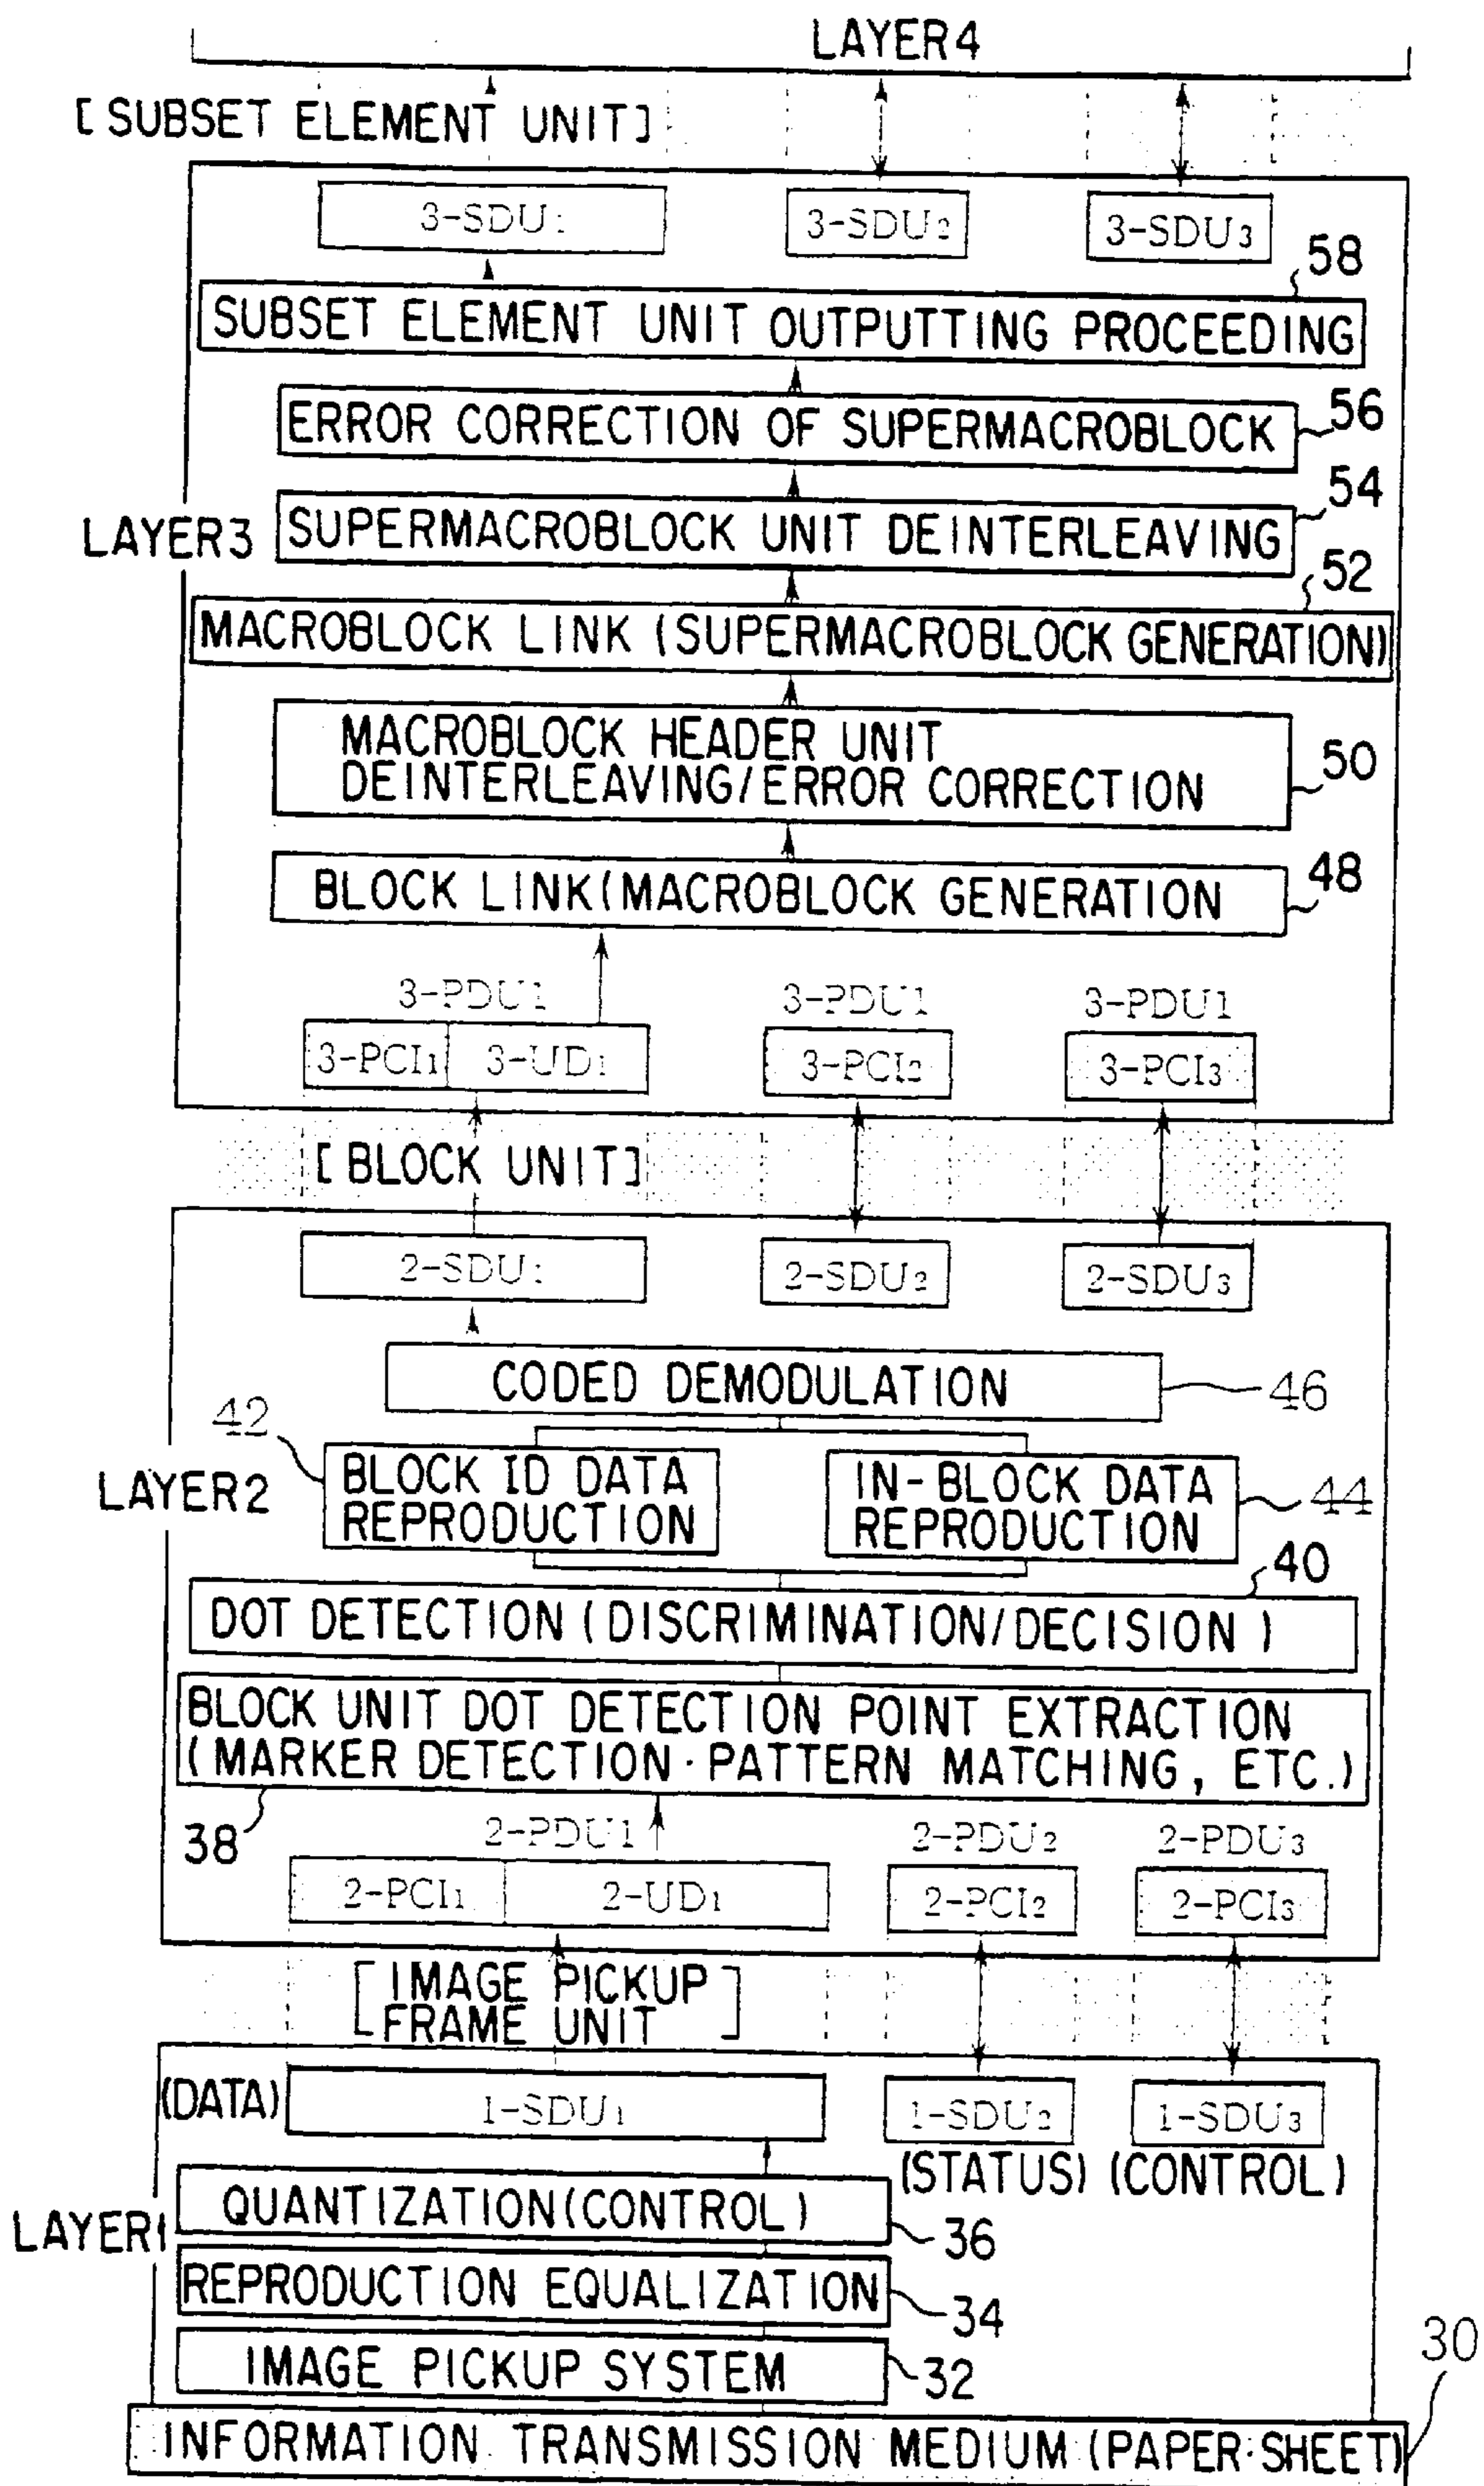 LAYER4
[SUBSET ELEMENT UNIT]
3-SDU1
3-SDU2
3-SDU3
58
SUBSET ELEMENT UNIT OUTPUTTING PROCEEDING
ERROR CORRECTION OF SUPERMACROBLOCK
56
54
LAYER3
SUPERMACROBLOCK UNIT DEINTERLEAVING
52
MACROBLOCK LINK (SUPERMACROBLOCK GENERATION)
MACROBLOCK HEADER UNIT
DEINTERLEAVING/ERROR CORRECTION
50
BLOCK LINK(MACROBLOCK GENERATION
48
3-PDU1
3-PDU1
3-PDU1
3-PCI1
3-UD1
3-PCI2
3-PCI3
[BLOCK UNIT]
2-SDU1
2-SDU2
2-SDU3
CODED DEMODULATION
46
42
LAYER2
BLOCK ID DATA
REPRODUCTION
IN-BLOCK DATA
REPRODUCTION
44
40
DOT DETECTION (DISCRIMINATION/DECISION)
BLOCK UNIT DOT DETECTION POINT EXTRACTION
(MARKER DETECTION·PATTERN MATCHING, ETC.)
38
2-PDU1
2-PDU2
2-PDU3
2-PCI1
2-UD1
2-PCI2
2-PCI3
[IMAGE PICKUP
FRAME UNIT]
(DATA)
1-SDU1
1-SDU2
1-SDU3
(STATUS)
(CONTROL)
LAYER1
QUANTIZATION(CONTROL)
36
REPRODUCTION EQUALIZATION
34
IMAGE PICKUP SYSTEM
32
30
INFORMATION TRANSMISSION MEDIUM (PAPER·SHEET)